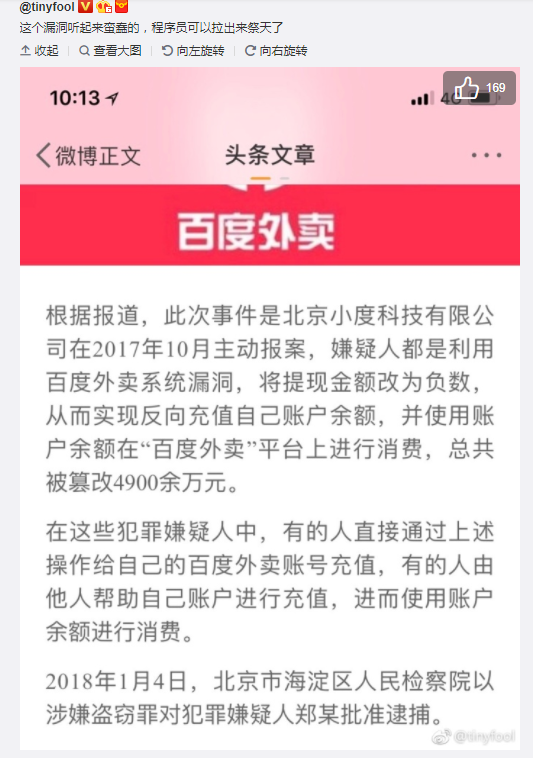 @tinyfool
这个漏洞听起来蛮蠢的，程序员可以拉出来祭天了
收起 查看大图 向左旋转 向右旋转
10:13 4G 169
微博正文 头条文章
百度外卖
根据报道，此次事件是北京小度科技有限公
司在2017年10月主动报案，嫌疑人都是利用
百度外卖系统漏洞，将提现金额改为负数，
从而实现反向充值自己账户余额，并使用账
户余额在“百度外卖”平台上进行消费，总共
被篡改4900余万元。
在这些犯罪嫌疑人中，有的人直接通过上述
操作给自己的百度外卖账号充值，有的人由
他人帮助自己账户进行充值，进而使用账户
余额进行消费。
2018年1月4日，北京市海淀区人民检察院以
涉嫌盗窃罪对犯罪嫌疑人郑某批准逮捕。
@tinyfool